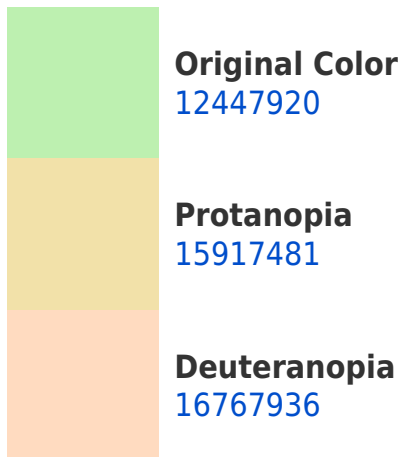 Original Color
12447920
Protanopia
15917481
Deuteranopia
16767936